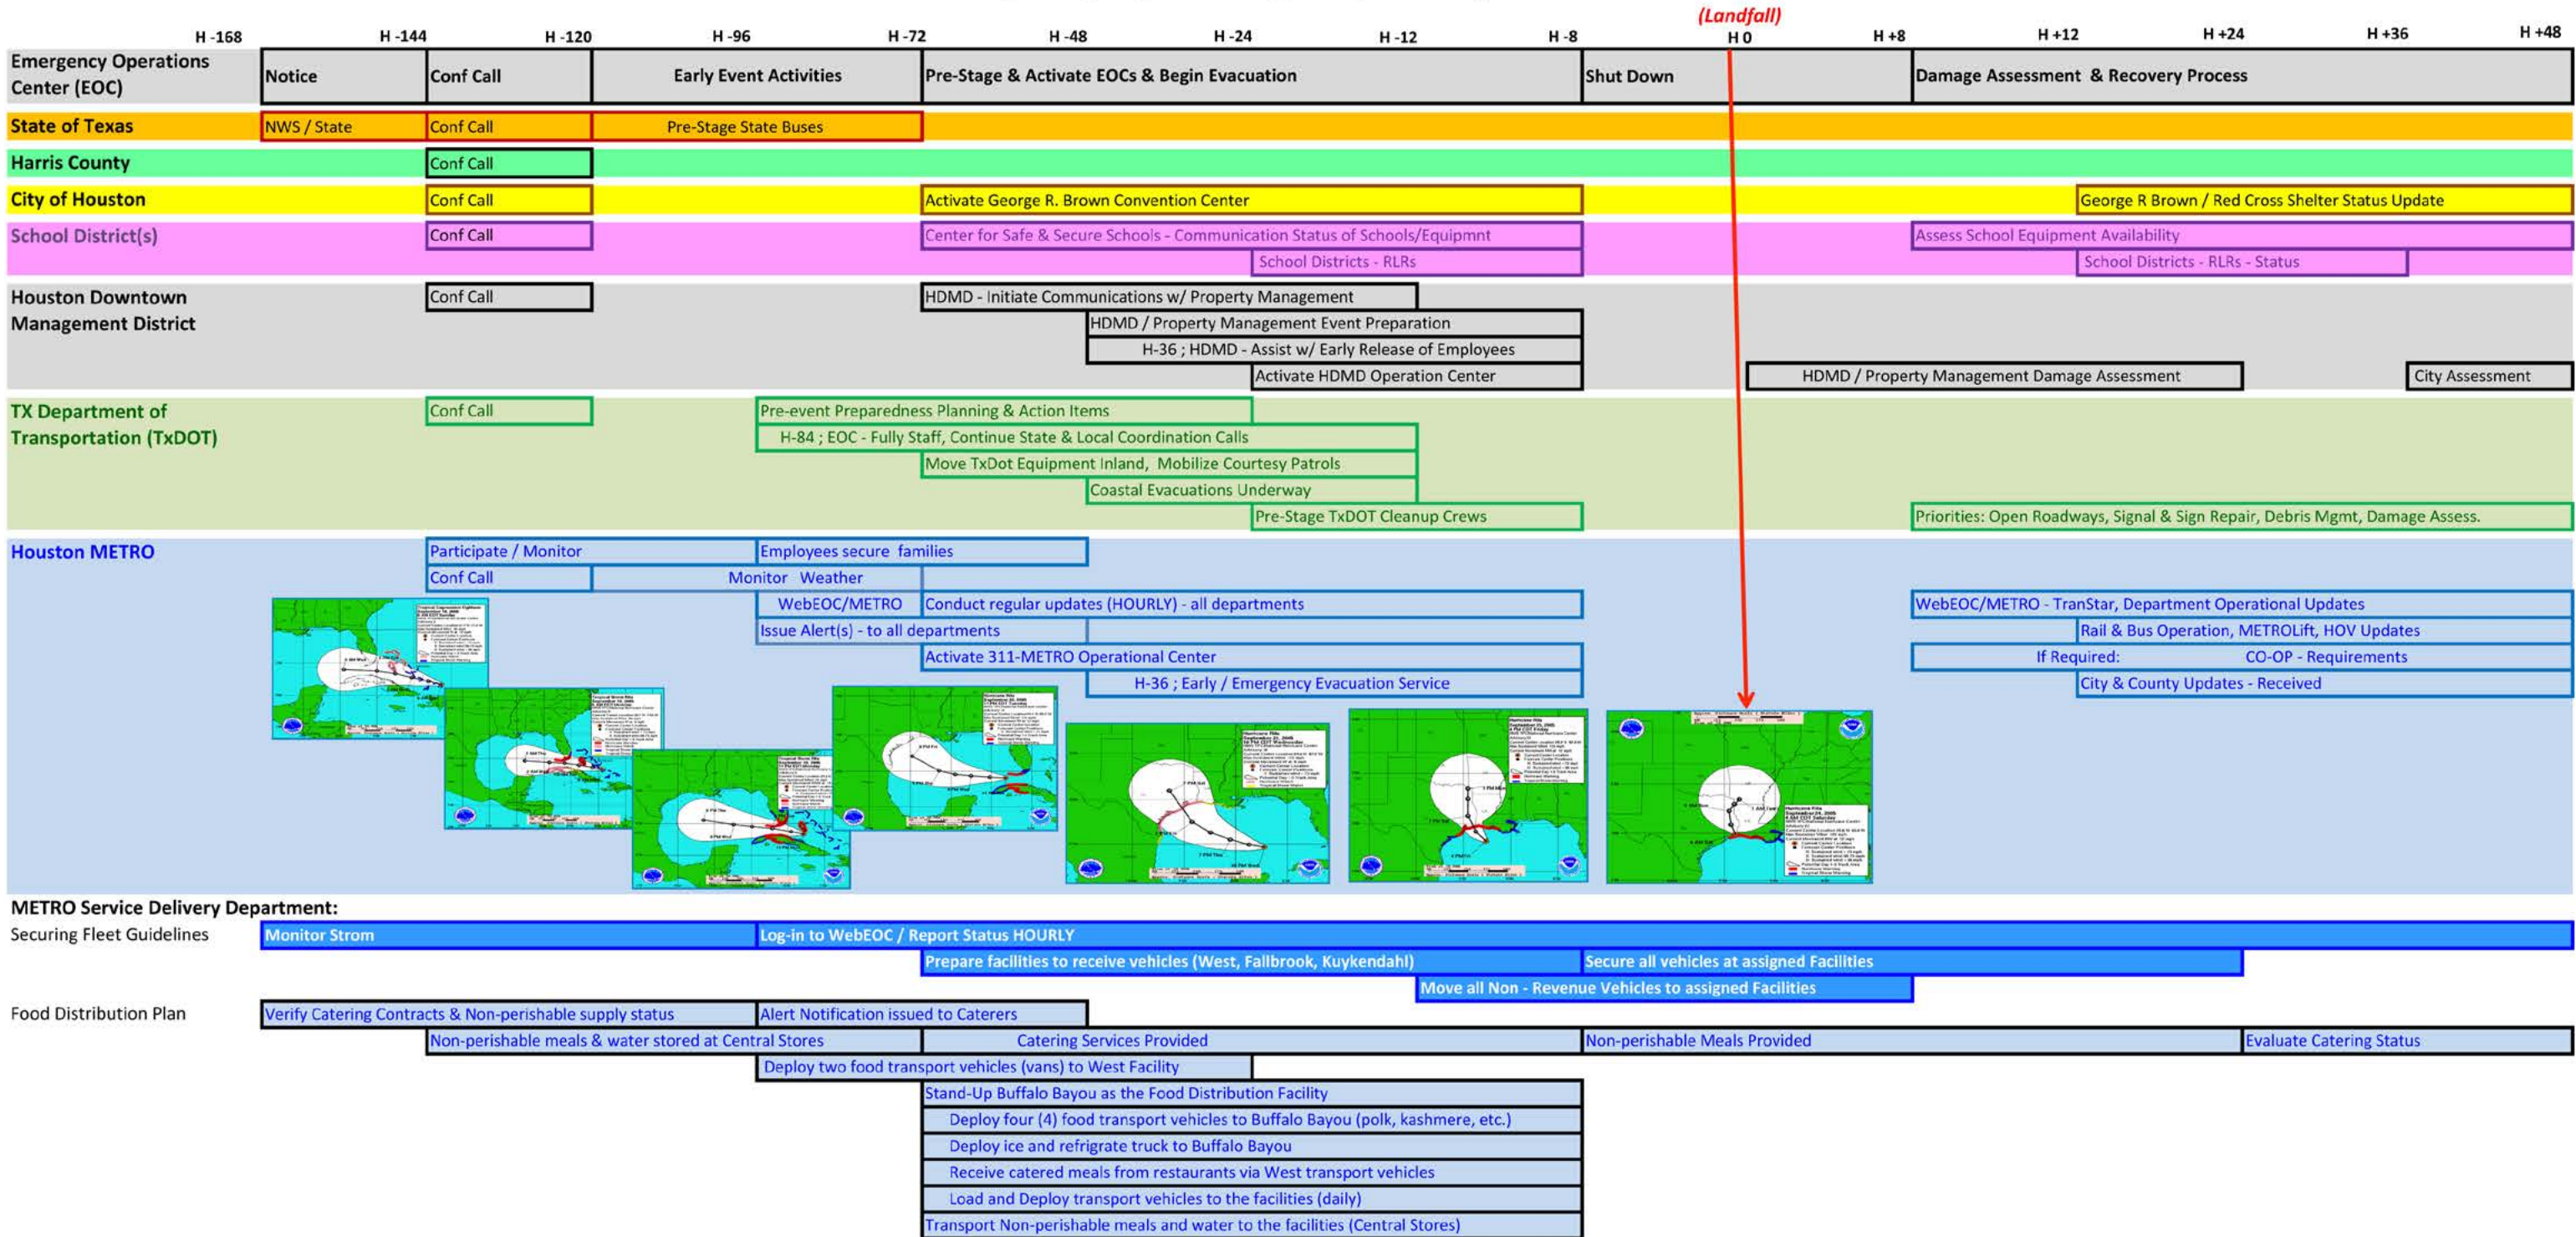 (Landfall)
H -168 H -144 H -120 H -96 H -72 H -48 H -24 H -12 H -8 H 0 H +8 H +12 H +24 H +36 H +48
Emergency Operations
Center (EOC)
Notice
Conf Call
Early Event Activities
Pre-Stage & Activate EOCs & Begin Evacuation
Shut Down
Damage Assessment & Recovery Process
State of Texas
NWS / State
Conf Call
Pre-Stage State Buses
Harris County
Conf Call
City of Houston
Conf Call
Activate George R. Brown Convention Center
George R Brown / Red Cross Shelter Status Update
School District(s)
Conf Call
Center for Safe & Secure Schools - Communication Status of Schools/Equipmnt
Assess School Equipment Availability
School Districts - RLRs
School Districts - RLRs - Status
Houston Downtown
Management District
Conf Call
HDMD - Initiate Communications w/ Property Management
HDMD / Property Management Event Preparation
H-36 ; HDMD - Assist w/ Early Release of Employees
Activate HDMD Operation Center
HDMD / Property Management Damage Assessment
City Assessment
TX Department of
Transportation (TxDOT)
Conf Call
Pre-event Preparedness Planning & Action Items
H-84 ; EOC - Fully Staff, Continue State & Local Coordination Calls
Move TxDot Equipment Inland, Mobilize Courtesy Patrols
Coastal Evacuations Underway
Pre-Stage TxDOT Cleanup Crews
Priorities: Open Roadways, Signal & Sign Repair, Debris Mgmt, Damage Assess.
Houston METRO
Participate / Monitor
Employees secure families
Conf Call
Monitor Weather
WebEOC/METRO
Conduct regular updates (HOURLY) - all departments
WebEOC/METRO - TranStar, Department Operational Updates
Issue Alert(s) - to all departments
Rail & Bus Operation, METROLift, HOV Updates
Activate 311-METRO Operational Center
If Required: CO-OP - Requirements
H-36 ; Early / Emergency Evacuation Service
City & County Updates - Received
METRO Service Delivery Department:
Securing Fleet Guidelines
Monitor Strom
Log-in to WebEOC / Report Status HOURLY
Prepare facilities to receive vehicles (West, Fallbrook, Kuykendahl)
Secure all vehicles at assigned Facilities
Move all Non - Revenue Vehicles to assigned Facilities
Food Distribution Plan
Verify Catering Contracts & Non-perishable supply status
Alert Notification issued to Caterers
Non-perishable meals & water stored at Central Stores
Catering Services Provided
Non-perishable Meals Provided
Evaluate Catering Status
Deploy two food transport vehicles (vans) to West Facility
Stand-Up Buffalo Bayou as the Food Distribution Facility
Deploy four (4) food transport vehicles to Buffalo Bayou (polk, kashmere, etc.)
Deploy ice and refrigrate truck to Buffalo Bayou
Receive catered meals from restaurants via West transport vehicles
Load and Deploy transport vehicles to the facilities (daily)
Transport Non-perishable meals and water to the facilities (Central Stores)